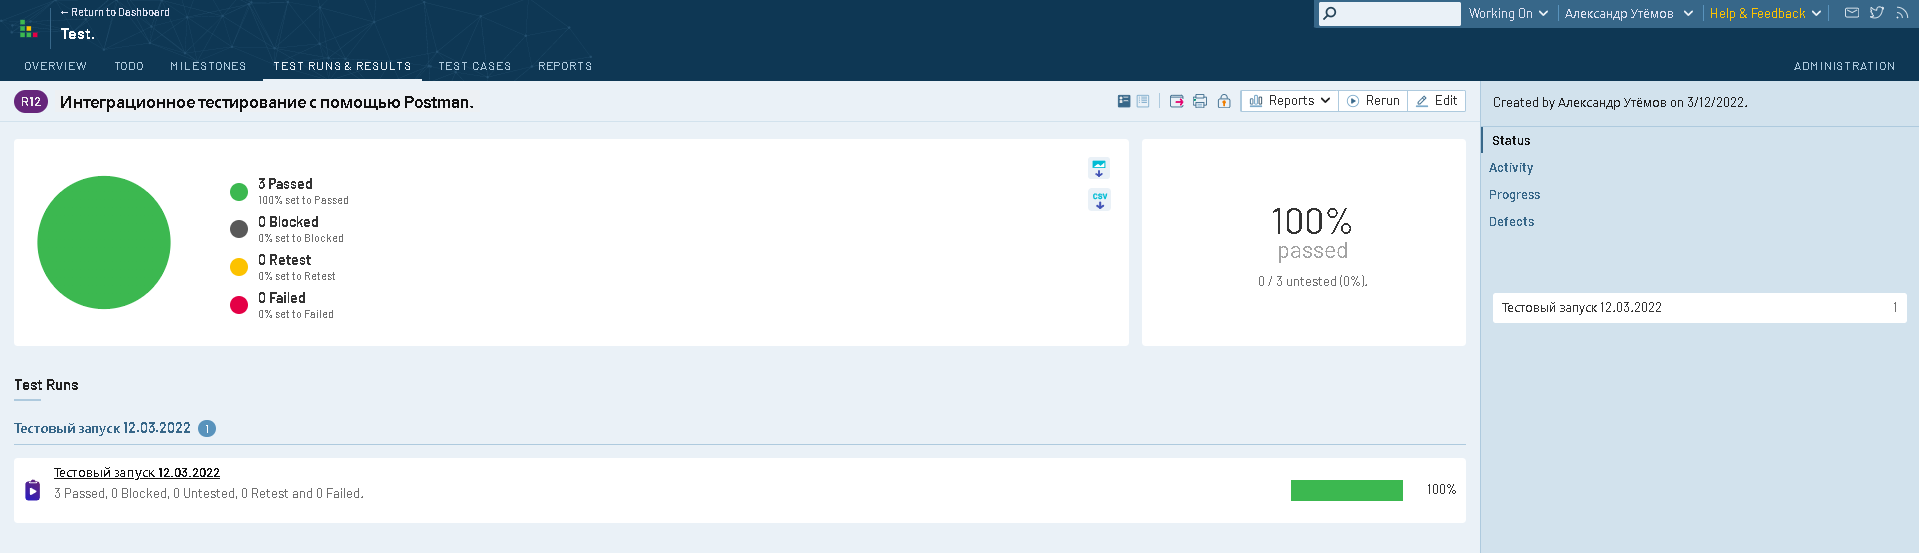 ← Return to Dashboard
Test.
Working On
Александр Утёмов
Help & Feedback
OVERVIEW
TODO
MILESTONES
TEST RUNS & RESULTS
TEST CASES
REPORTS
ADMINISTRATION
R12
Интеграционное тестирование с помощью Postman.
Reports
Rerun
Edit
3 Passed
100% set to Passed
0 Blocked
0% set to Blocked
0 Retest
0% set to Retest
0 Failed
0% set to Failed
CSV
100%
passed
0 / 3 untested (0%).
Test Runs
Тестовый запуск 12.03.2022 1
Тестовый запуск 12.03.2022
3 Passed, 0 Blocked, 0 Untested, 0 Retest and 0 Failed.
100%
Created by Александр Утёмов on 3/12/2022.
Status
Activity
Progress
Defects
Тестовый запуск 12.03.2022 1